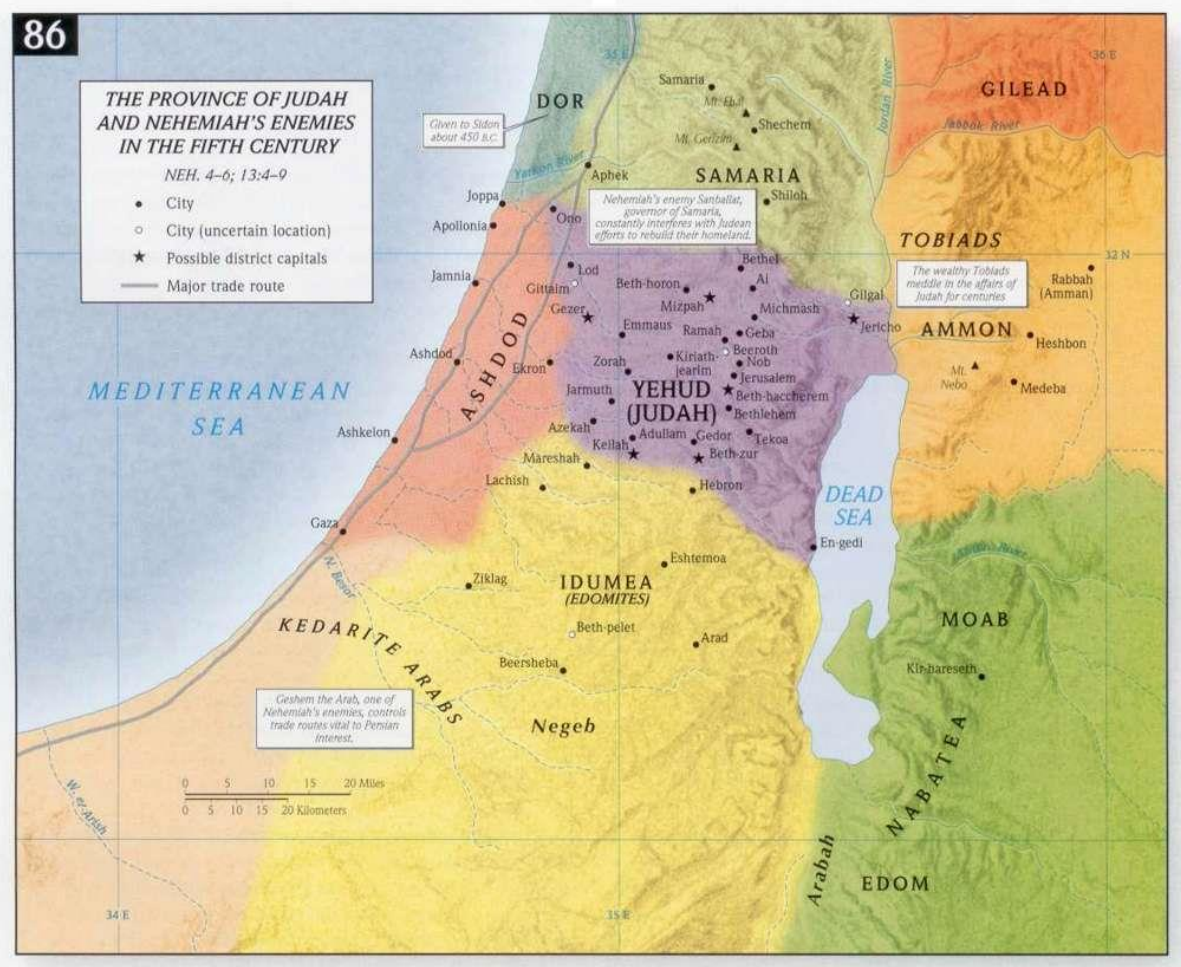 86
THE PROVINCE OF JUDAH
AND NEHEMIAH'S ENEMIES
IN THE FIFTH CENTURY
NEH. 4–6; 13:4–9
City
City (uncertain location)
Possible district capitals
Major trade route
35 E
36 E
DOR
Given to Sidon
about 450 B.C.
Samaria
Mt. Ebal
Shechem
Mt. Gerizim
SAMARIA
Shiloh
Jordan River
GILEAD
Jabbok River
Yarkon River
Aphek
Joppa
Ono
Apollonia
Nehemiah's enemy Sanballat,
governor of Samaria,
constantly interferes with Judean
efforts to rebuild their homeland.
TOBIADS
32 N
The wealthy Tobiads
meddle in the affairs of
Judah for centuries
Rabbah
(Amman)
Jamnia
Lod
Gittaim
Gezer
Bethel
Beth-horon
Ai
Mizpah
Michmash
Gilgal
Jericho
AMMON
Heshbon
Emmaus
Ramah
Geba
Beeroth
Ashdod
ASHDOD
Ekron
Zorah
Kiriath-
jearim
Nob
Jerusalem
Mt.
Nebo
Medeba
MEDITERRANEAN
SEA
Jarmuth
YEHUD
(JUDAH)
Beth-haccherem
Bethlehem
Azekah
Ashkelon
Keilah
Adullam
Gedor
Tekoa
Beth-zur
Mareshah
Lachish
Hebron
DEAD
SEA
Gaza
En-gedi
N. Besor
Eshtemoa
Ziklag
IDUMEA
(EDOMITES)
MOAB
KEDARITE ARABS
Beth-pelet
Arad
Beersheba
Kir-hareseth
Geshem the Arab, one of
Nehemiah's enemies, controls
trade routes vital to Persian
interest.
Negeb
NABATEA
0 5 10 15 20 Miles
0 5 10 15 20 Kilometers
W. el-Arish
Arabah
EDOM
34 E
35 E